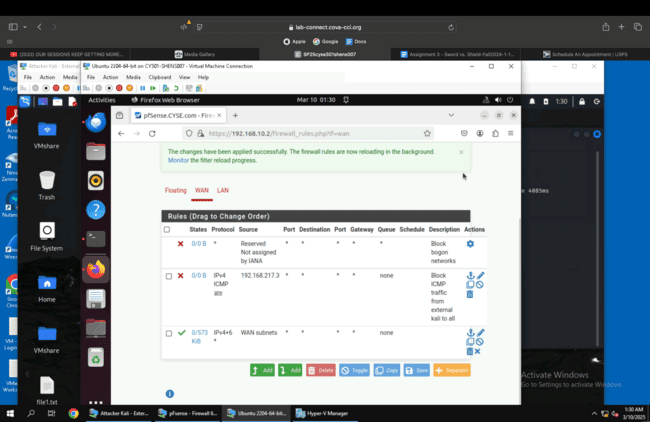 lab-connect.cova-cci.org
Apple Google Docs
OSUG! OUR SESSIONS KEEP GETTING MORE...
Media Gallery
Assignment 3 - Sword vs. Shield-Fall2024-1-1...
Schedule An Appointment | USPS
Attacker Kali - Exter...
Ubuntu 2204-64-bit on CY301-SHEN0207 - Virtual Machine Connection
File Action Media
File Action Media Clipboard View Help
Activities
Firefox Web Browser
Mar 10 01:30
1:30
pfSense.CYSE.com - Firew
https://192.168.10.2/firewall_rules.php?if=wan
The changes have been applied successfully. The firewall rules are now reloading in the background.
Monitor the filter reload progress.
Floating WAN LAN
Rules (Drag to Change Order)
States Protocol Source Port Destination Port Gateway Queue Schedule Description Actions
0/0 B * Reserved Not assigned by IANA * * * * * Block bogon networks
0/0 B IPv4 ICMP any 192.168.217.3 * * * * none Block ICMP traffic from external kali to all
0/573 KiB IPv4+6 * WAN subnets * * * * none
Add Add Delete Toggle Copy Save Separator
VMshare
Trash
File System
Home
VMshare
file1.txt
4085ms
Activate Windows
Go to Settings to activate Windows.
Attacker Kali - Exter...
pfsense - Firewall 6...
Ubuntu 2204-64-bit...
Hyper-V Manager
1:30 AM
3/10/2025